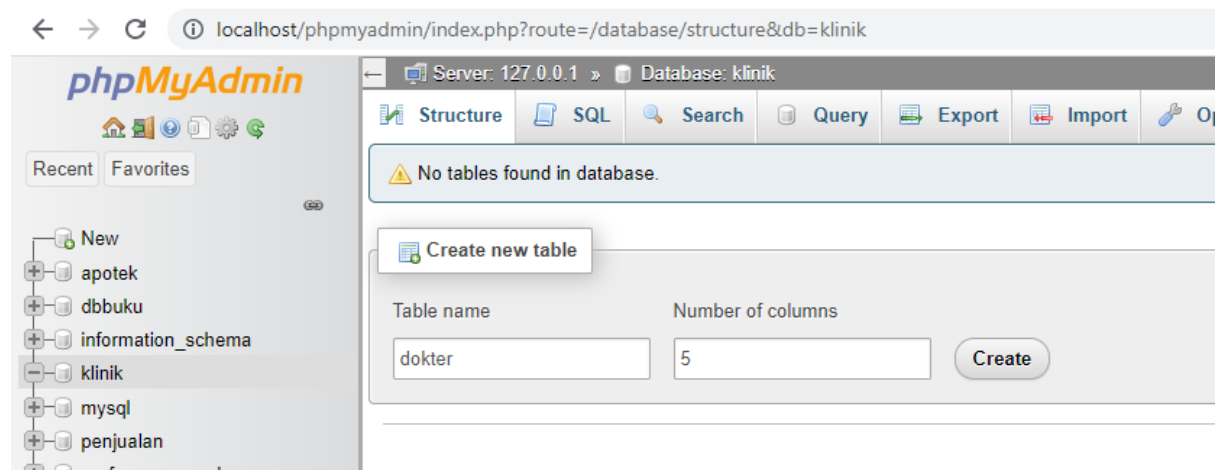 localhost/phpmyadmin/index.php?route=/database/structure&db=klinik
phpMyAdmin
Recent Favorites
New
apotek
dbbuku
information_schema
klinik
mysql
penjualan
Server: 127.0.0.1 » Database: klinik
Structure SQL Search Query Export Import
No tables found in database.
Create new table
Table name Number of columns
dokter 5 Create